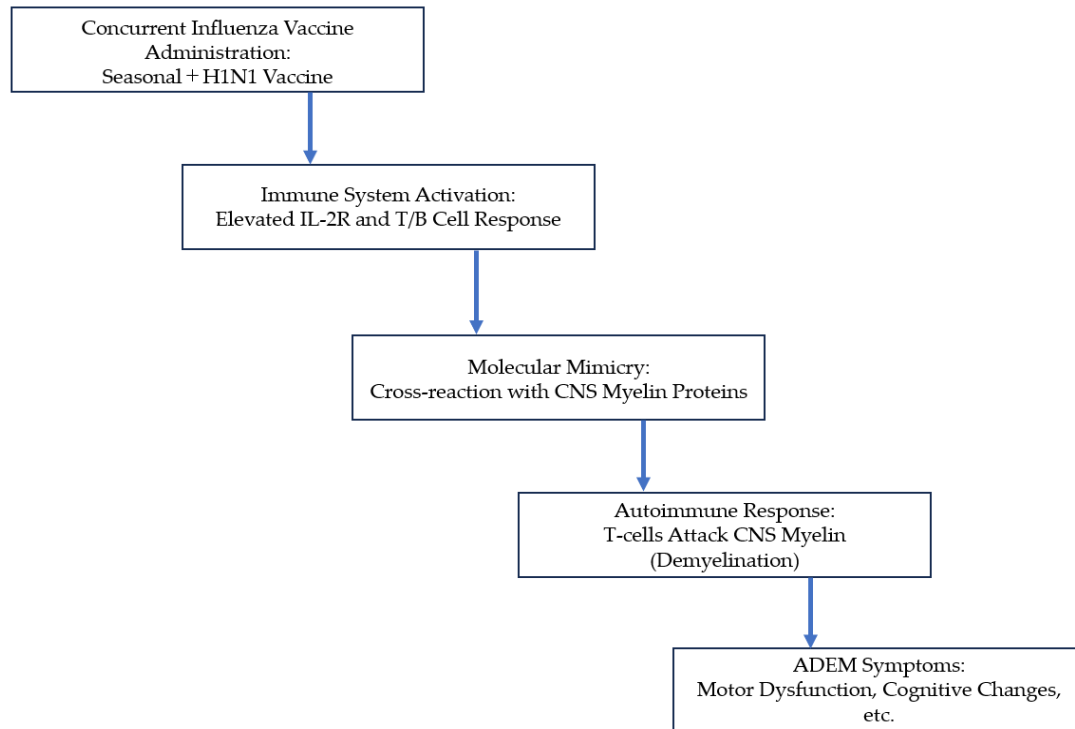 Concurrent Influenza Vaccine
Administration:
Seasonal + H1N1 Vaccine
Immune System Activation:
Elevated IL-2R and T/B Cell Response
Molecular Mimicry:
Cross-reaction with CNS Myelin Proteins
Autoimmune Response:
T-cells Attack CNS Myelin
(Demyelination)
ADEM Symptoms:
Motor Dysfunction, Cognitive Changes,
etc.